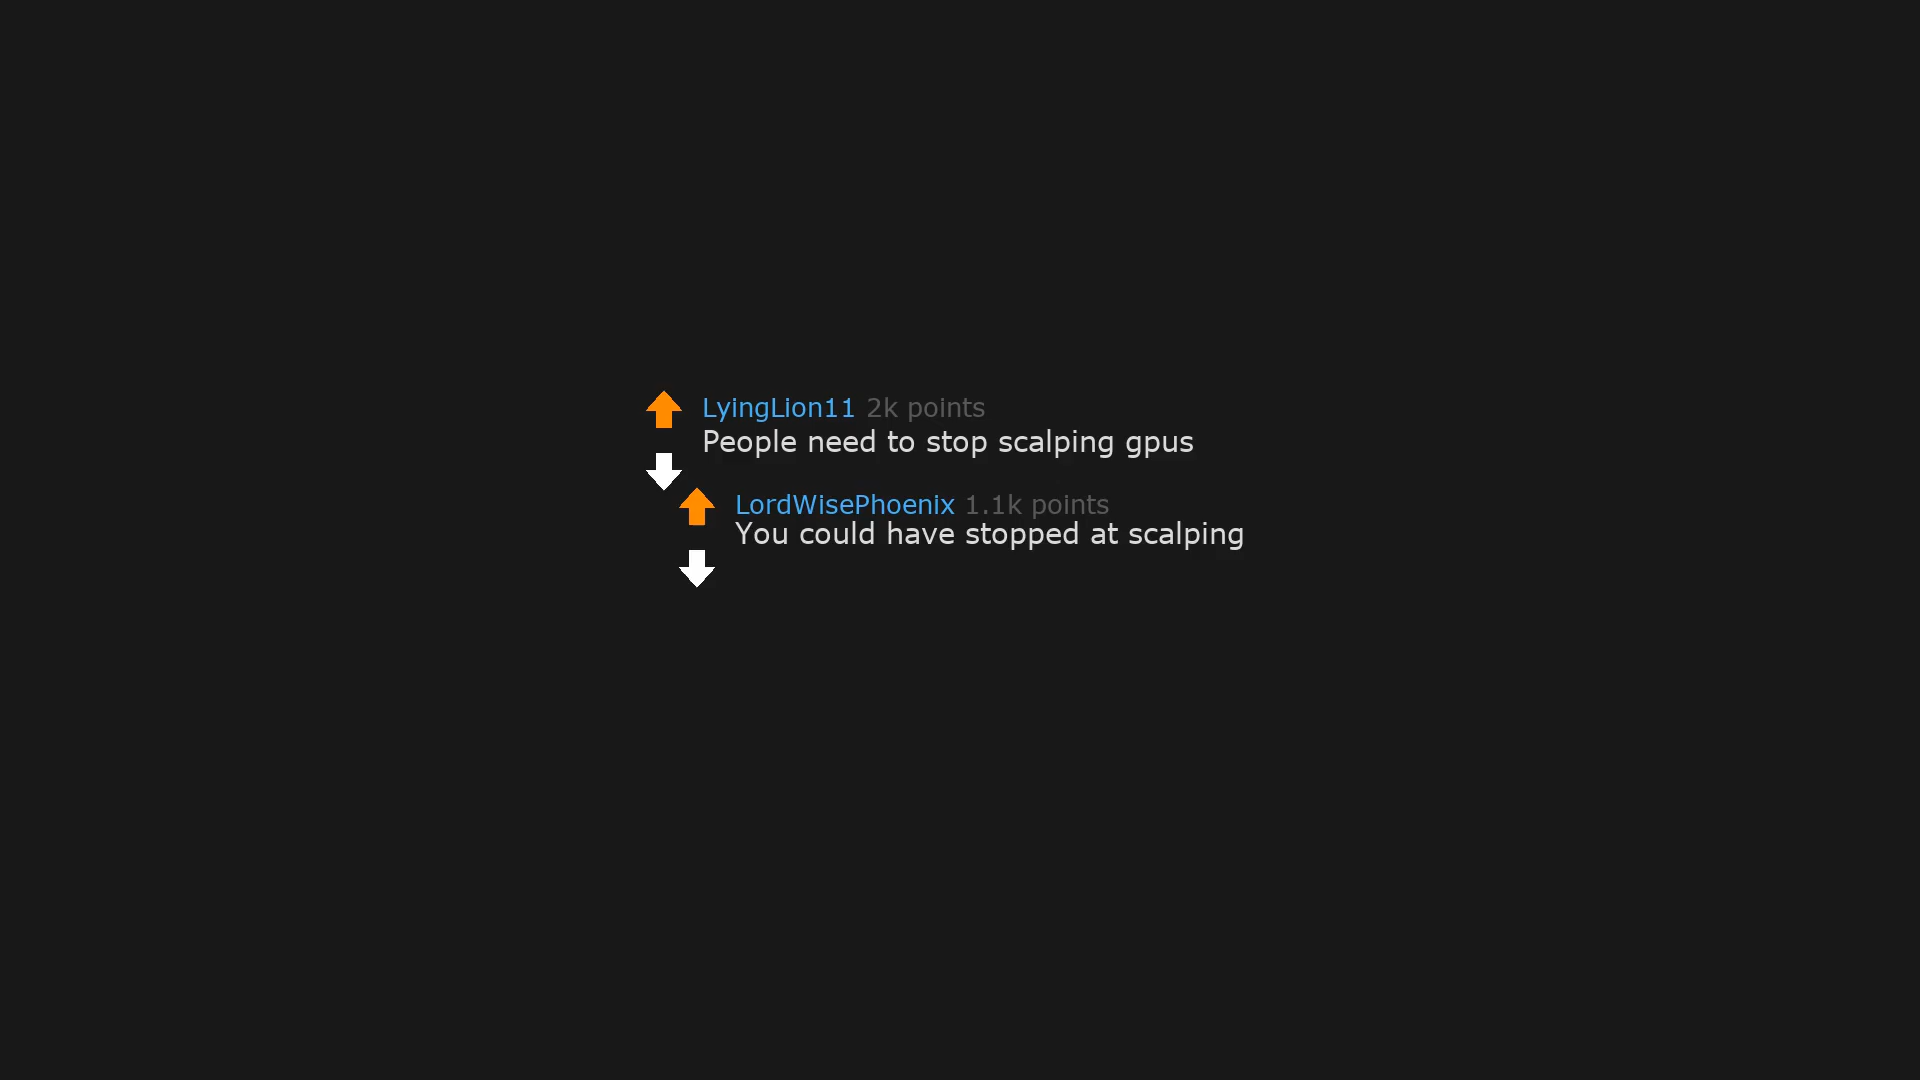 LyingLion11 2k points
People need to stop scalping gpus
LordWisePhoenix 1.1k points
You could have stopped at scalping